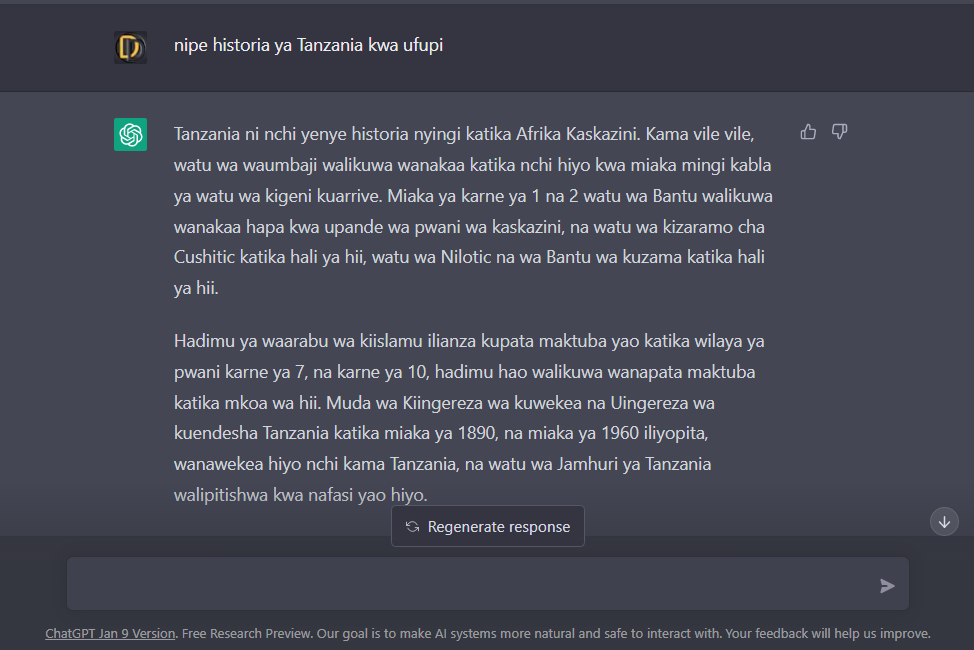 nipe historia ya Tanzania kwa ufupi
Tanzania ni nchi yenye historia nyingi katika Afrika Kaskazini. Kama vile vile,
watu wa waumbaji walikuwa wanakaa katika nchi hiyo kwa miaka mingi kabla
ya watu wa kigeni kuarrive. Miaka ya karne ya 1 na 2 watu wa Bantu walikuwa
wanakaa hapa kwa upande wa pwani wa kaskazini, na watu wa kizaramo cha
Cushitic katika hali ya hii, watu wa Nilotic na wa Bantu wa kuzama katika hali
ya hii.
Hadimu ya waarabu wa kiislamu ilianza kupata maktuba yao katika wilaya ya
pwani karne ya 7, na karne ya 10, hadimu hao walikuwa wanapata maktuba
katika mkoa wa hii. Muda wa Kiingereza wa kuwekea na Uingereza wa
kuendesha Tanzania katika miaka ya 1890, na miaka ya 1960 iliyopita,
wanawekea hiyo nchi kama Tanzania, na watu wa Jamhuri ya Tanzania
walipitishwa kwa nafasi yao hiyo.
Regenerate response
ChatGPT Jan 9 Version. Free Research Preview. Our goal is to make AI systems more natural and safe to interact with. Your feedback will help us improve.